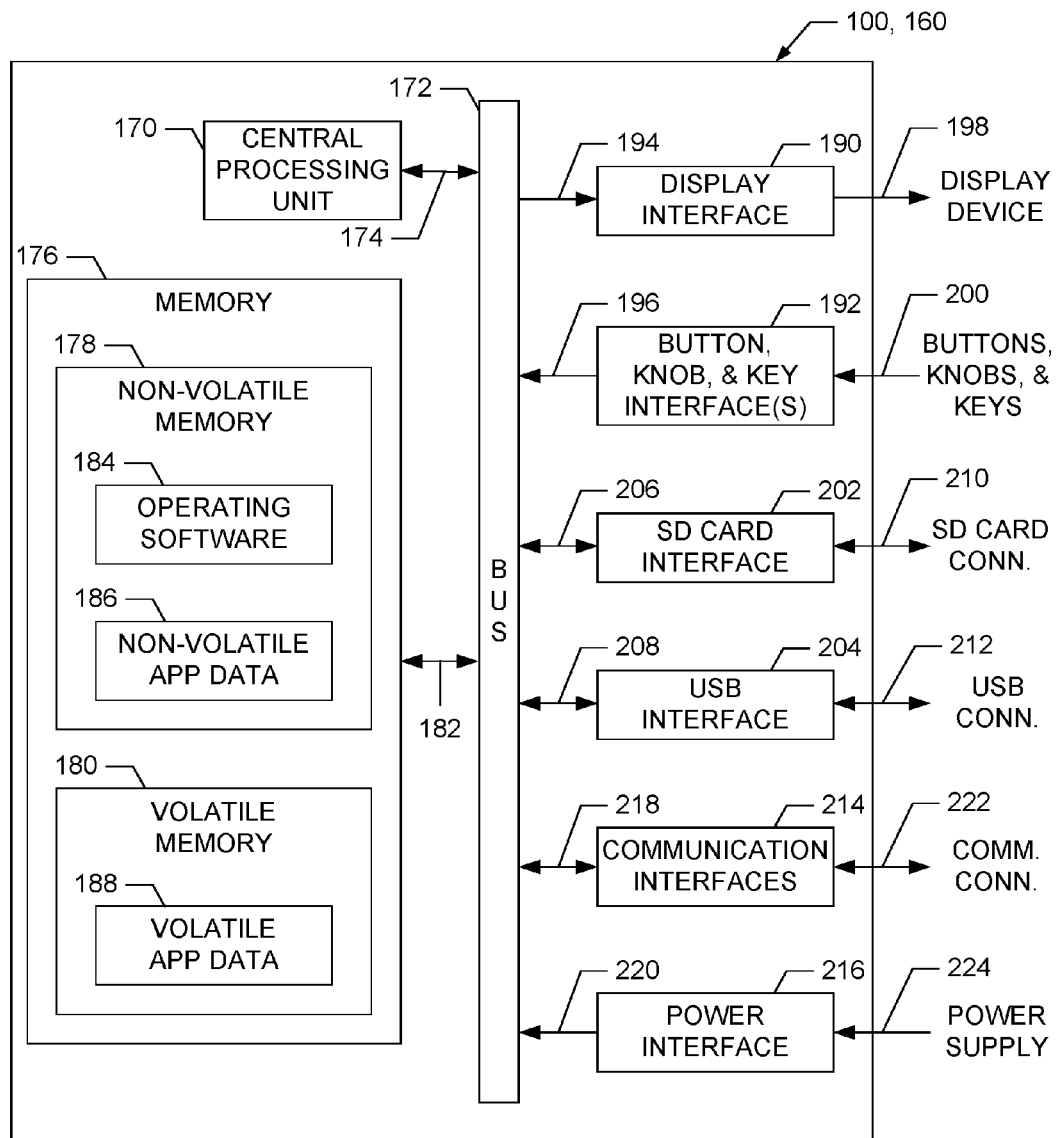 100, 160
172
170
CENTRAL
PROCESSING
UNIT
174
194
190
198
DISPLAY
INTERFACE
DISPLAY
DEVICE
176
MEMORY
196
192
200
BUTTON,
KNOB, & KEY
INTERFACE(S)
BUTTONS,
KNOBS, &
KEYS
178
NON-VOLATILE
MEMORY
184
OPERATING
SOFTWARE
206
202
210
SD CARD
INTERFACE
SD CARD
CONN.
BUS
186
NON-VOLATILE
APP DATA
182
208
204
212
USB
INTERFACE
USB
CONN.
180
VOLATILE
MEMORY
218
214
222
COMMUNICATION
INTERFACES
COMM.
CONN.
188
VOLATILE
APP DATA
220
216
224
POWER
INTERFACE
POWER
SUPPLY